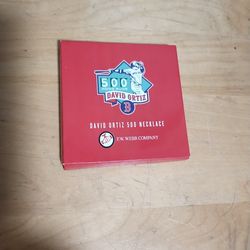 500
DAVID ORTIZ
B
DAVID ORTIZ 500 NECKLACE
F.W. WEBB COMPANY